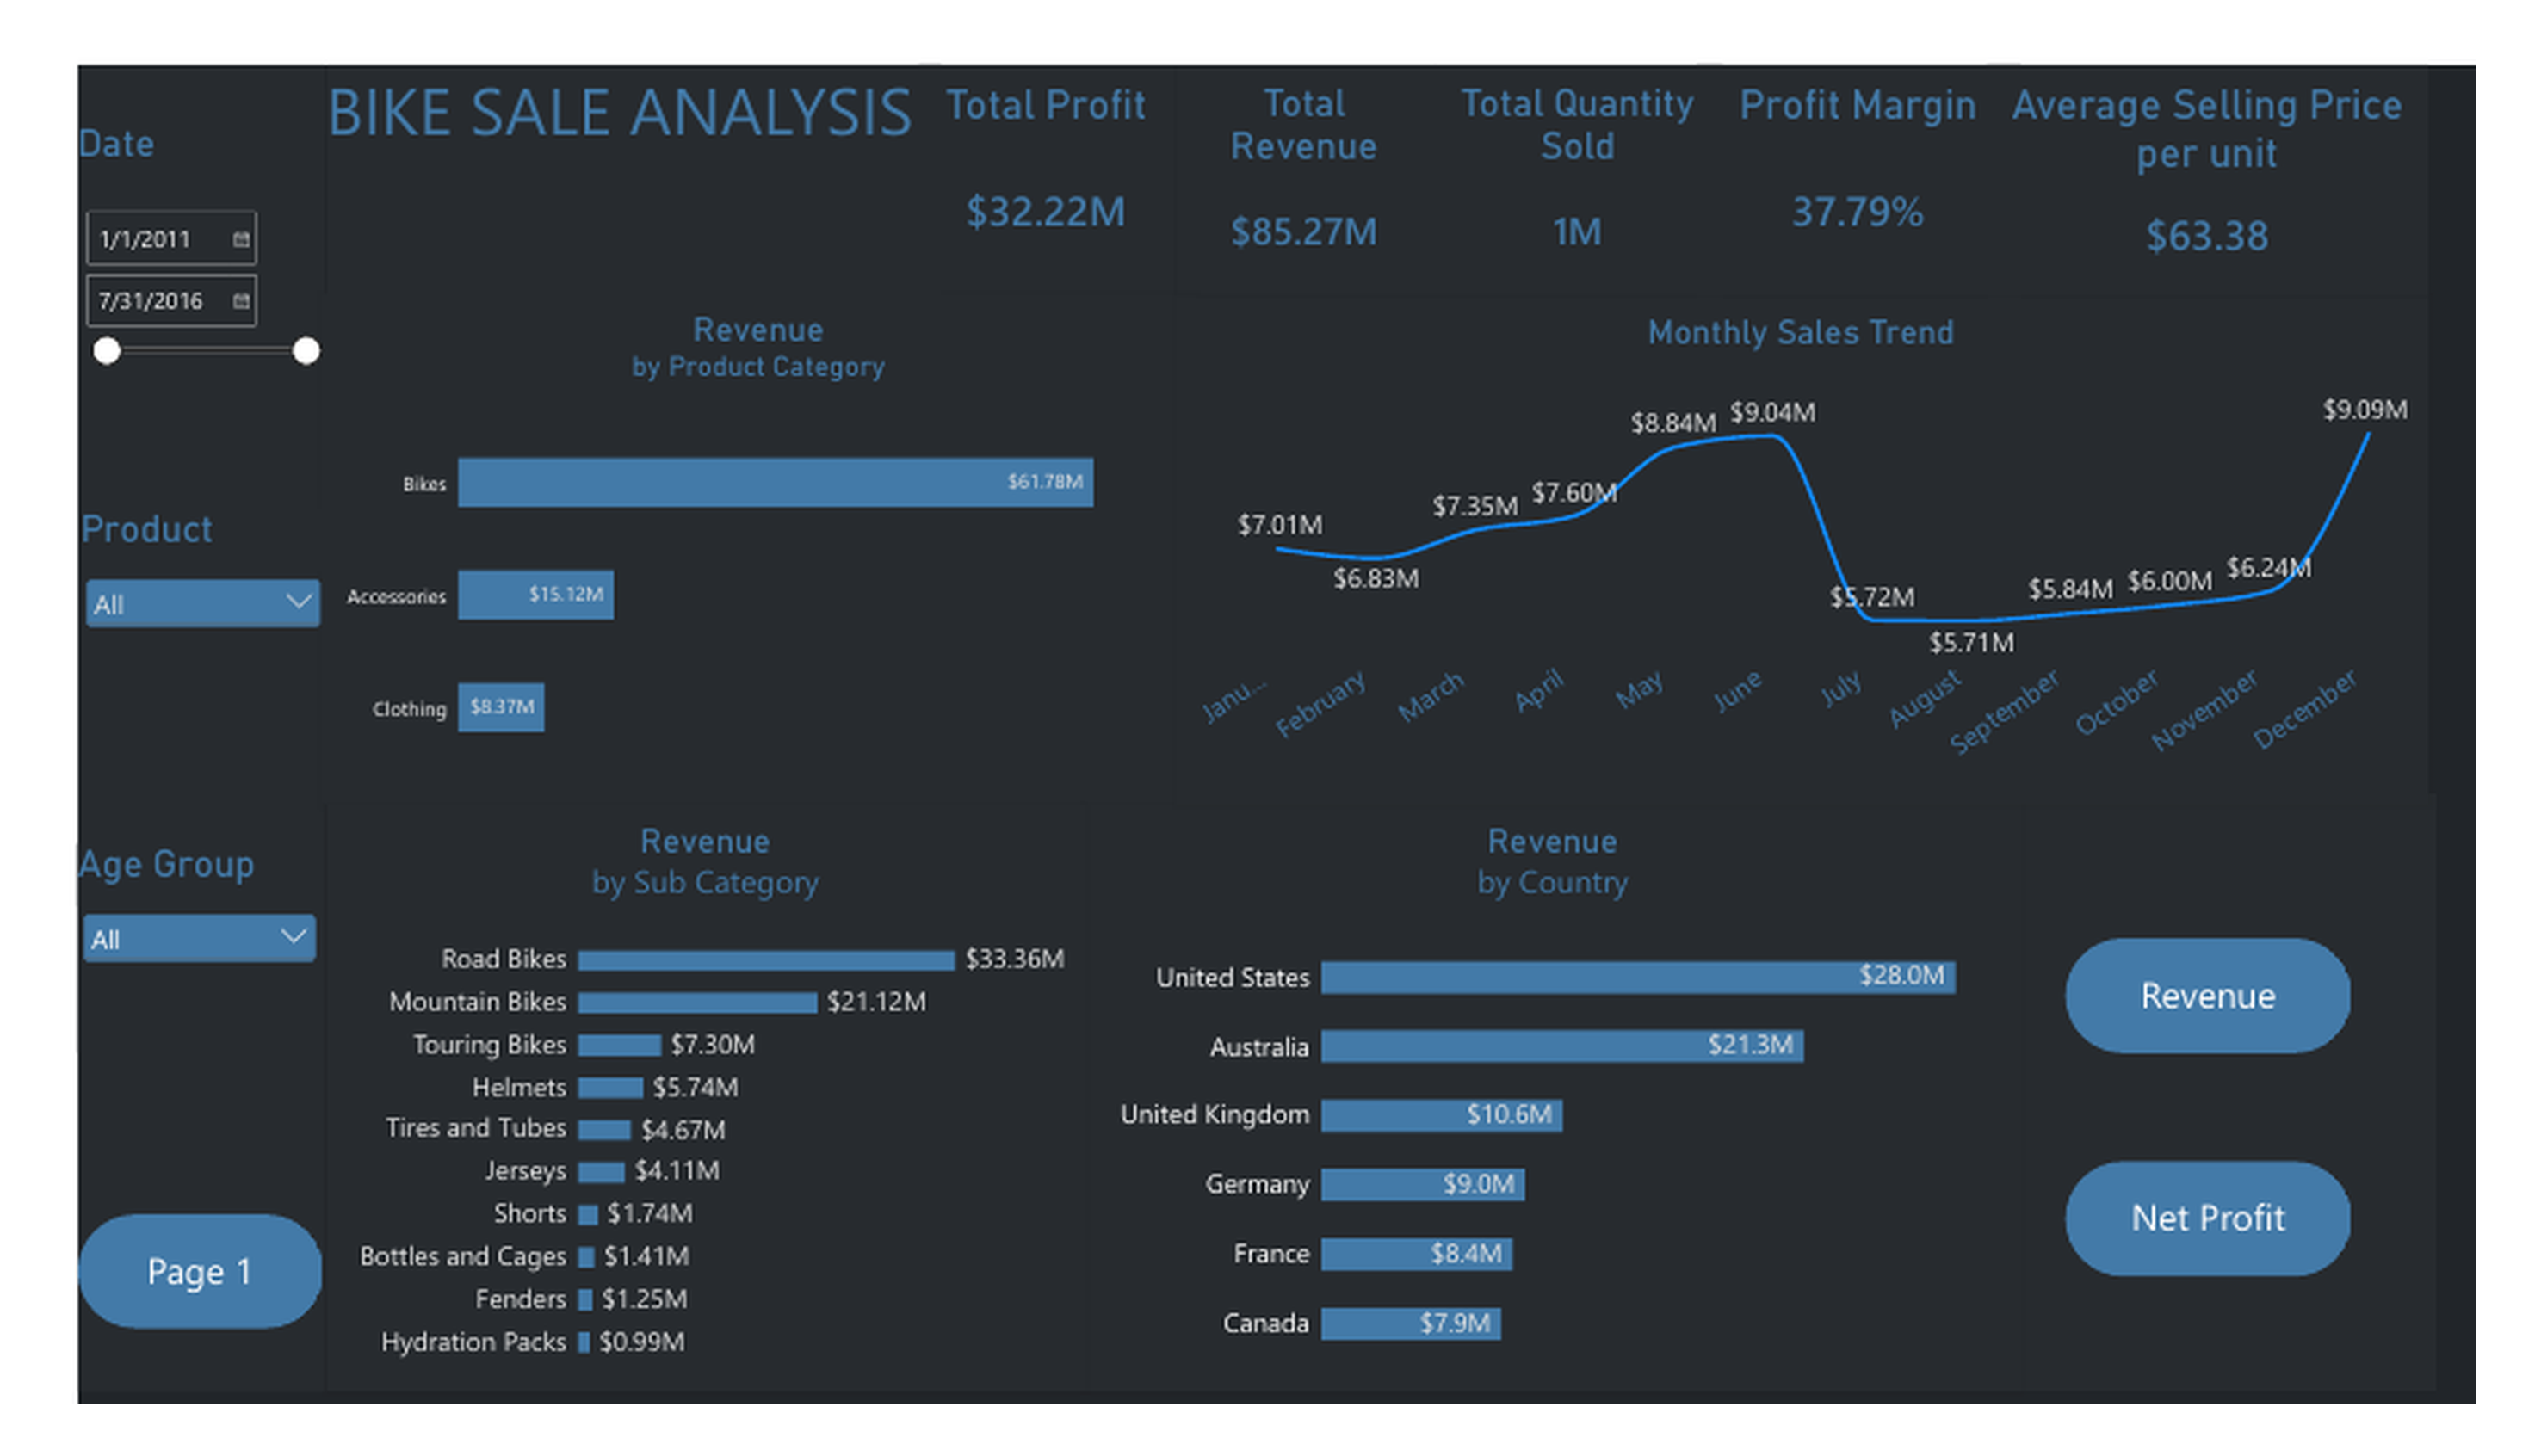 BIKE SALE ANALYSIS
Total Profit
$32.22M
Total
Revenue
$85.27M
Total Quantity
Sold
1M
Profit Margin
37.79%
Average Selling Price
per unit
$63.38
Date
1/1/2011
7/31/2016
Product
All
Age Group
All
Page 1
Revenue
by Product Category
Bikes $61.78M
Accessories $15.12M
Clothing $8.37M
Monthly Sales Trend
$7.01M
$6.83M
$7.35M
$7.60M
$8.84M
$9.04M
$5.72M
$5.71M
$5.84M
$6.00M
$6.24M
$9.09M
Janu...
February
March
April
May
June
July
August
September
October
November
December
Revenue
by Sub Category
Road Bikes $33.36M
Mountain Bikes $21.12M
Touring Bikes $7.30M
Helmets $5.74M
Tires and Tubes $4.67M
Jerseys $4.11M
Shorts $1.74M
Bottles and Cages $1.41M
Fenders $1.25M
Hydration Packs $0.99M
Revenue
by Country
United States $28.0M
Australia $21.3M
United Kingdom $10.6M
Germany $9.0M
France $8.4M
Canada $7.9M
Revenue
Net Profit